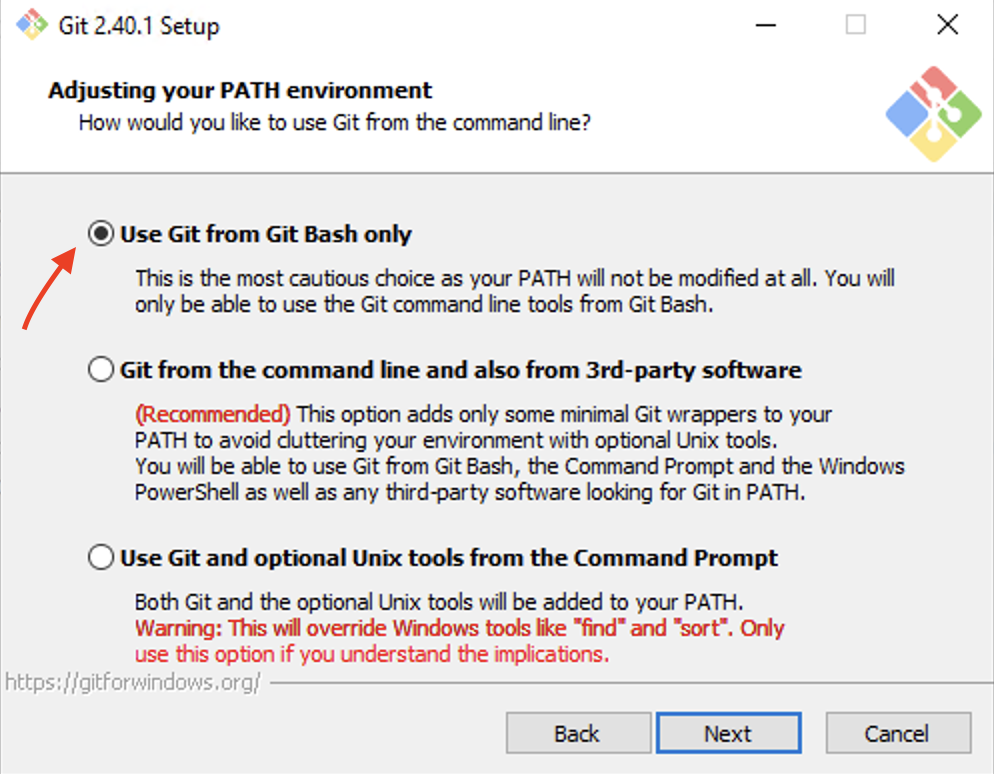 Git 2.40.1 Setup
Adjusting your PATH environment
How would you like to use Git from the command line?
Use Git from Git Bash only
This is the most cautious choice as your PATH will not be modified at all. You will
only be able to use the Git command line tools from Git Bash.
Git from the command line and also from 3rd-party software
(Recommended) This option adds only some minimal Git wrappers to your
PATH to avoid cluttering your environment with optional Unix tools.
You will be able to use Git from Git Bash, the Command Prompt and the Windows
PowerShell as well as any third-party software looking for Git in PATH.
Use Git and optional Unix tools from the Command Prompt
Both Git and the optional Unix tools will be added to your PATH.
Warning: This will override Windows tools like "find" and "sort". Only
use this option if you understand the implications.
https://gitforwindows.org/
Back
Next
Cancel